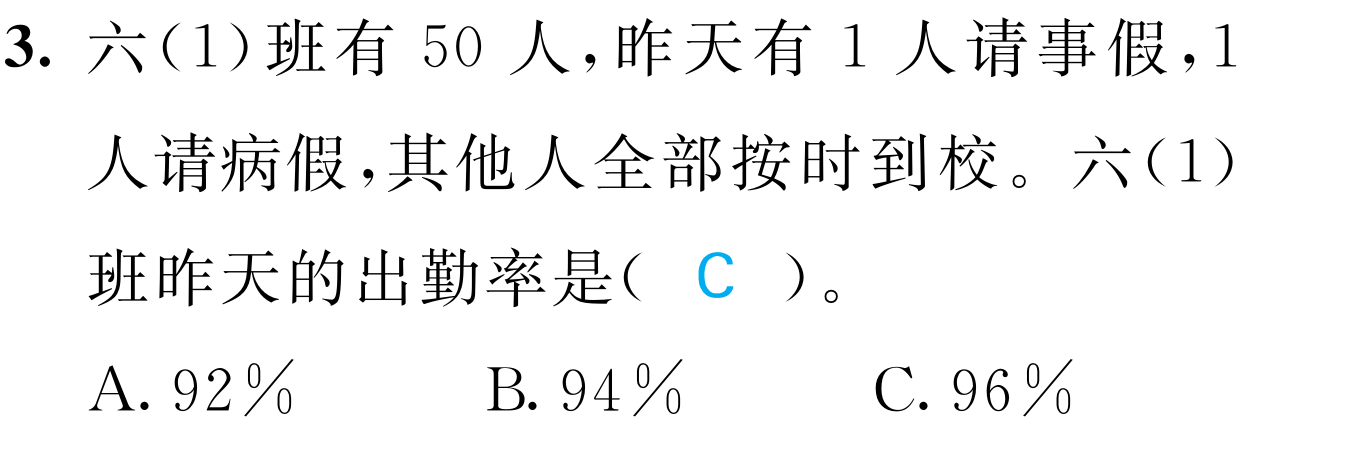 3. 六(1)班有 50 人,昨天有 1 人请事假,1
人请病假,其他人全部按时到校。六(1)
班昨天的出勤率是( C )。
A. 92% B. 94% C. 96%